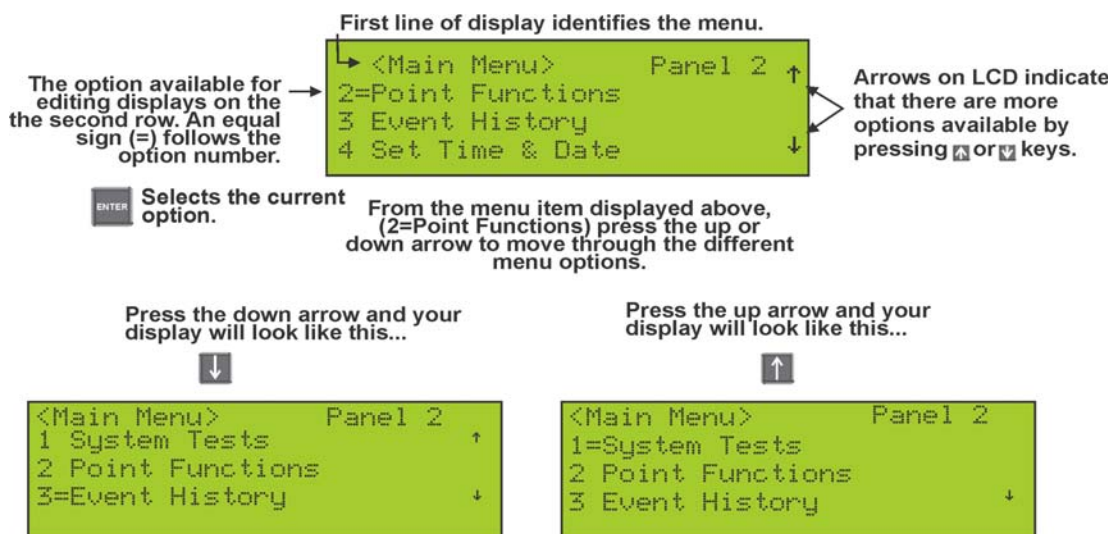 First line of display identifies the menu.
<Main Menu> Panel 2 ↑
2=Point Functions
3 Event History
4 Set Time & Date ↓
The option available for
editing displays on the
the second row. An equal
sign (=) follows the
option number.
Arrows on LCD indicate
that there are more
options available by
pressing ↑ or ↓ keys.
ENTER
Selects the current
option.
From the menu item displayed above,
(2=Point Functions) press the up or
down arrow to move through the different
menu options.
Press the down arrow and your
display will look like this...
↓
<Main Menu> Panel 2
1 System Tests ↑
2 Point Functions
3=Event History ↓
Press the up arrow and your
display will look like this...
↑
<Main Menu> Panel 2
1=System Tests
2 Point Functions
3 Event History ↓